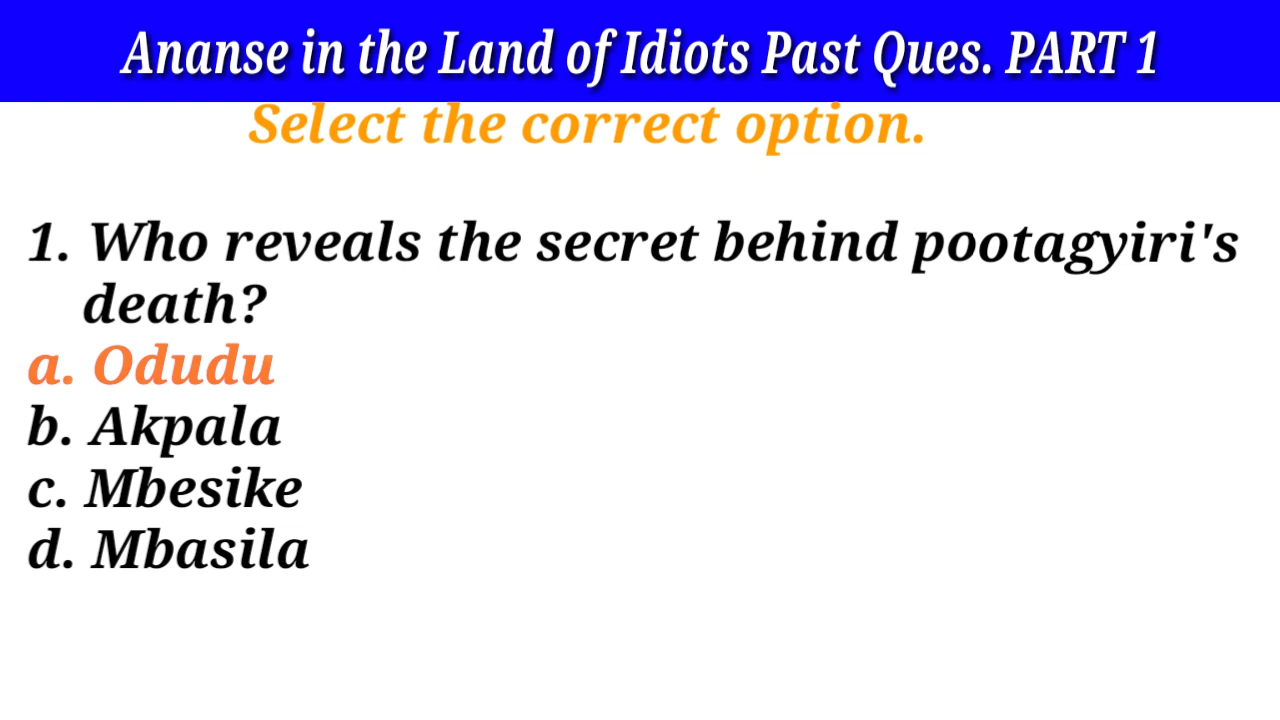 Ananse in the Land of Idiots Past Ques. PART 1
Select the correct option.
1. Who reveals the secret behind pootagyiri's
death?
a. Odudu
b. Akpala
c. Mbesike
d. Mbasila